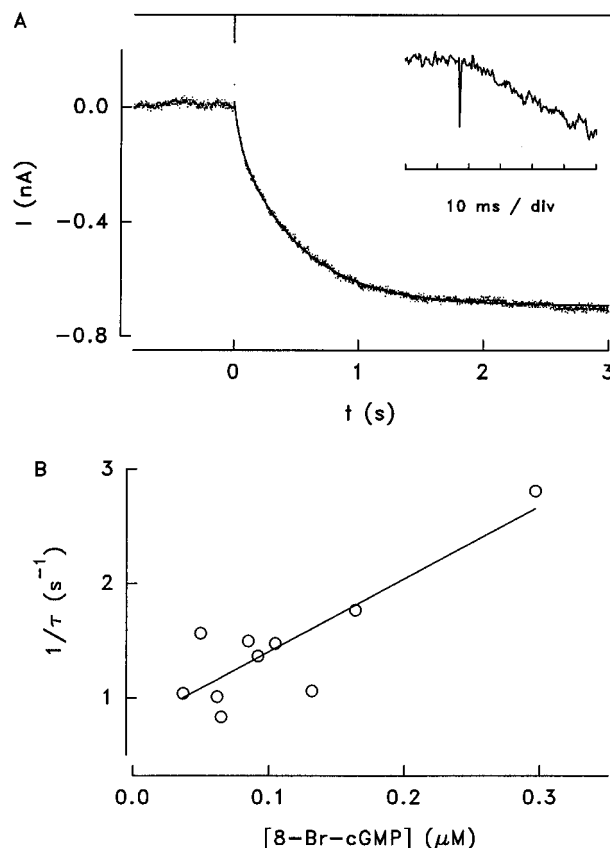 A
0.0
-0.4
-0.8
I (nA)
0
1
2
3
t (s)
10 ms / div
B
3
2
1
1/τ (s⁻¹)
0.0
0.1
0.2
0.3
[8-Br-cGMP] (μM)